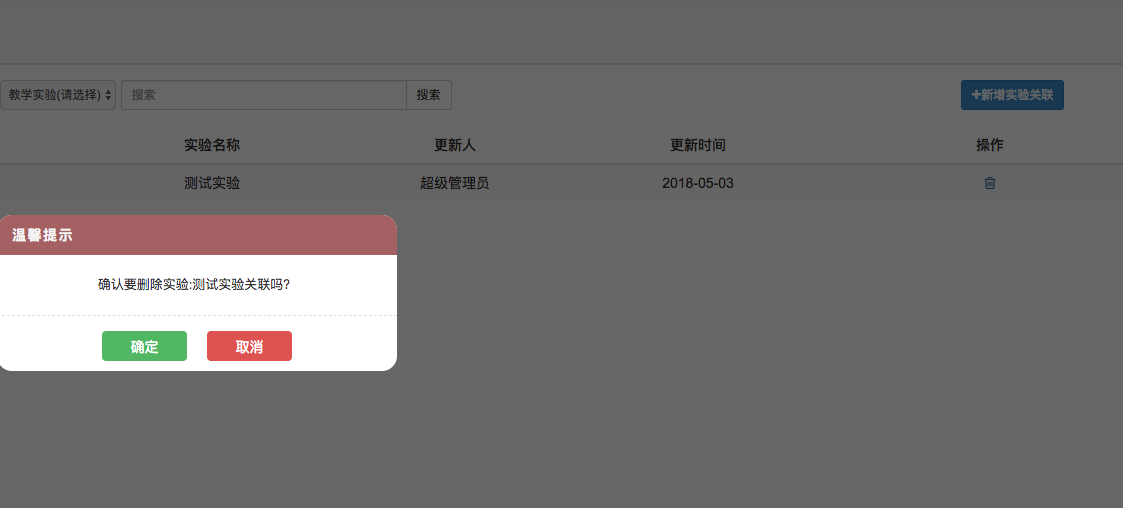 教学实验(请选择) 搜索 搜索 新增实验关联
实验名称 更新人 更新时间 操作
测试实验 超级管理员 2018-05-03
温馨提示
确认要删除实验:测试实验关联吗?
确定 取消